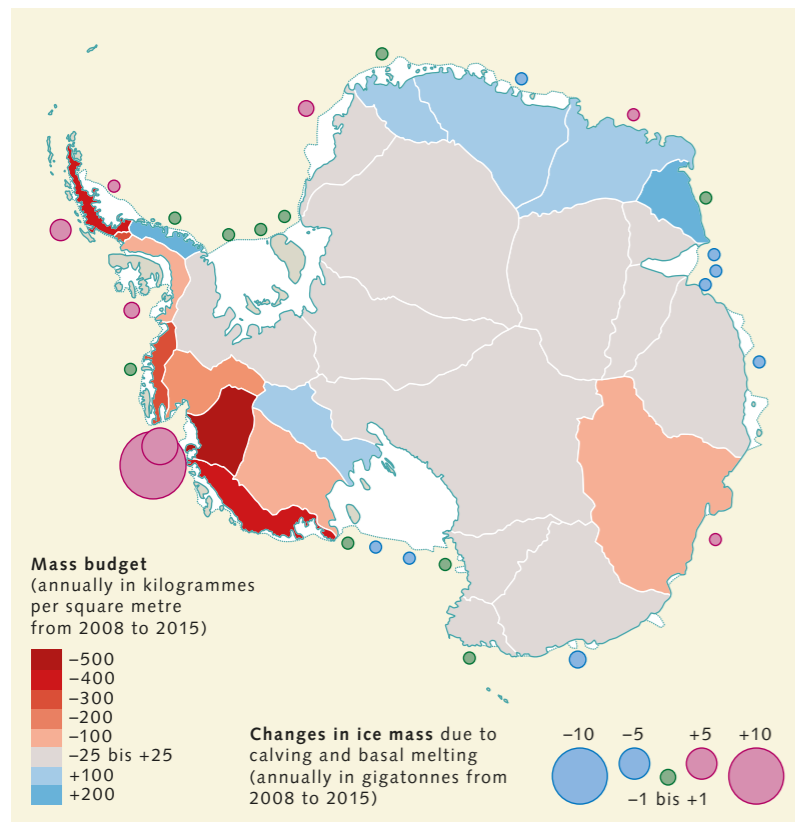 Mass budget
(annually in kilogrammes
per square metre
from 2008 to 2015)
–500
–400
–300
–200
–100
–25 bis +25
+100
+200
Changes in ice mass due to
calving and basal melting
(annually in gigatonnes from
2008 to 2015)
–10 –5 +5 +10
–1 bis +1